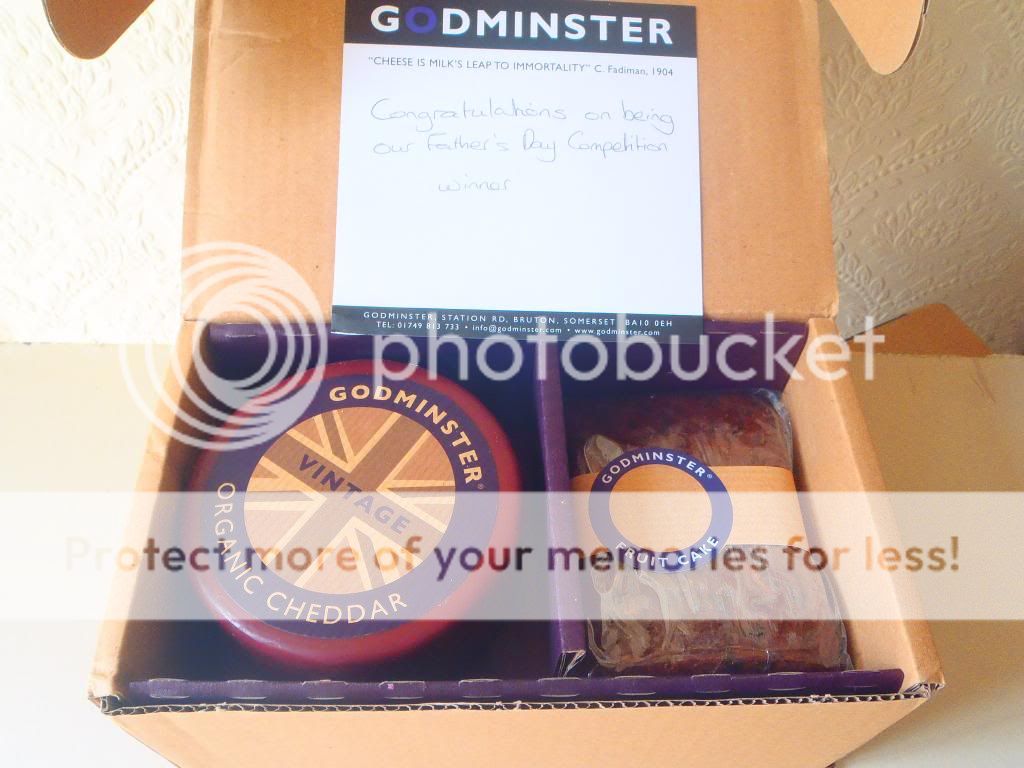 GODMINSTER
"CHEESE IS MILK'S LEAP TO IMMORTALITY" C. Fadiman, 1904
Congratulations on being
our Father's Day Competition
winner
GODMINSTER, STATION RD, BRUTON, SOMERSET BA10 0EH
TEL: 01749 813 733 • info@godminster.com • www.godminster.com
photobucket
GODMINSTER®
VINTAGE
ORGANIC CHEDDAR
GODMINSTER®
FRUIT CAKE
Protect more of your memories for less!